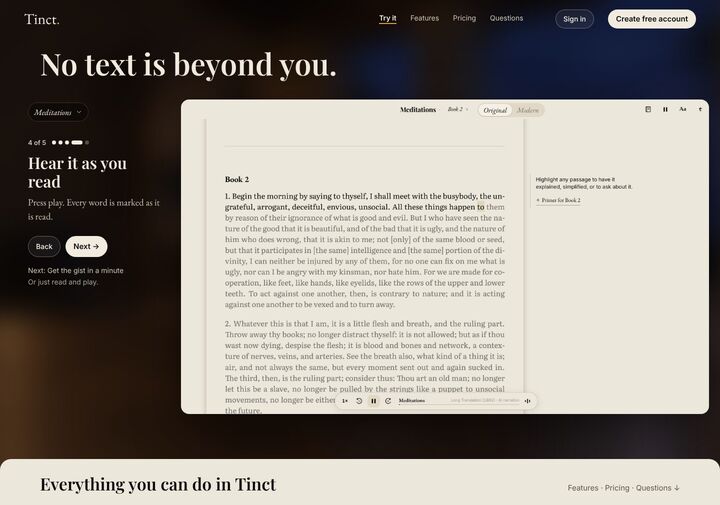 Tinct.
Try it
Features
Pricing
Questions
Sign in
Create free account
No text is beyond you.
Meditations
4 of 5
Hear it as you
read
Press play. Every word is marked as it
is read.
Back
Next →
Next: Get the gist in a minute
Or just read and play.
Meditations
Book 2
Original
Modern
Aa
Book 2
1. Begin the morning by saying to thyself, I shall meet with the busybody, the un-
grateful, arrogant, deceitful, envious, unsocial. All these things happen to them
by reason of their ignorance of what is good and evil. But I who have seen the na-
ture of the good that it is beautiful, and of the bad that it is ugly, and the nature of
him who does wrong, that it is akin to me; not [only] of the same blood or seed,
but that it participates in [the same] intelligence and [the same] portion of the di-
vinity, I can neither be injured by any of them, for no one can fix on me what is
ugly, nor can I be angry with my kinsman, nor hate him. For we are made for co-
operation, like feet, like hands, like eyelids, like the rows of the upper and lower
teeth. To act against one another, then, is contrary to nature; and it is acting
against one another to be vexed and to turn away.
2. Whatever this is that I am, it is a little flesh and breath, and the ruling part.
Throw away thy books; no longer distract thyself: it is not allowed; but as if thou
wast now dying, despise the flesh; it is blood and bones and network, a contex-
ture of nerves, veins, and arteries. See the breath also, what kind of a thing it is;
air, and not always the same, but every moment sent out and again sucked in.
The third, then, is the ruling part; consider thus: Thou art an old man; no longer
let this be a slave, no longer be pulled by the strings like a puppet to unsocial
movements, no longer be either
the future.
Highlight any passage to have it
explained, simplified, or to ask about it.
+ Primer for Book 2
1×
Meditations
Everything you can do in Tinct
Features · Pricing · Questions ↓